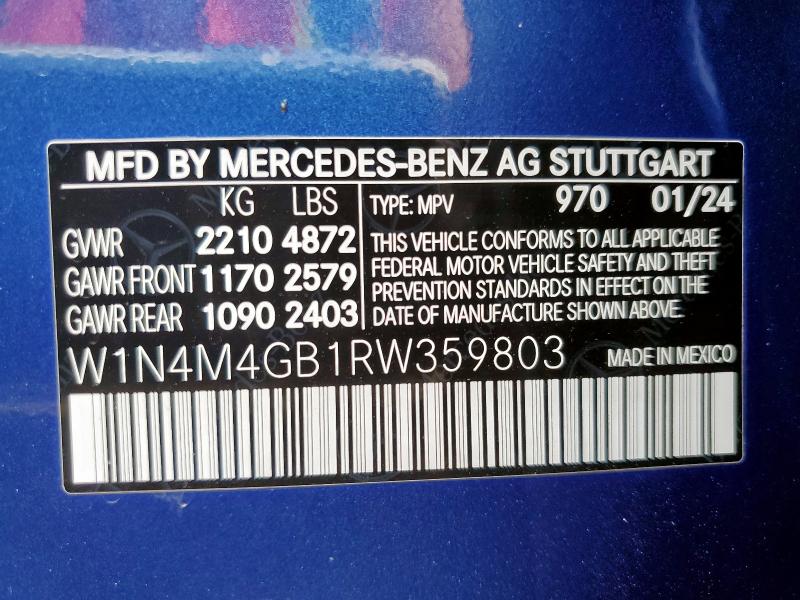 MFD BY MERCEDES-BENZ AG STUTTGART
KG LBS
GVWR 2210 4872
GAWR FRONT 1170 2579
GAWR REAR 1090 2403
TYPE: MPV 970 01/24
THIS VEHICLE CONFORMS TO ALL APPLICABLE
FEDERAL MOTOR VEHICLE SAFETY AND THEFT
PREVENTION STANDARDS IN EFFECT ON THE
DATE OF MANUFACTURE SHOWN ABOVE.
W1N4M4GB1RW359803 MADE IN MEXICO